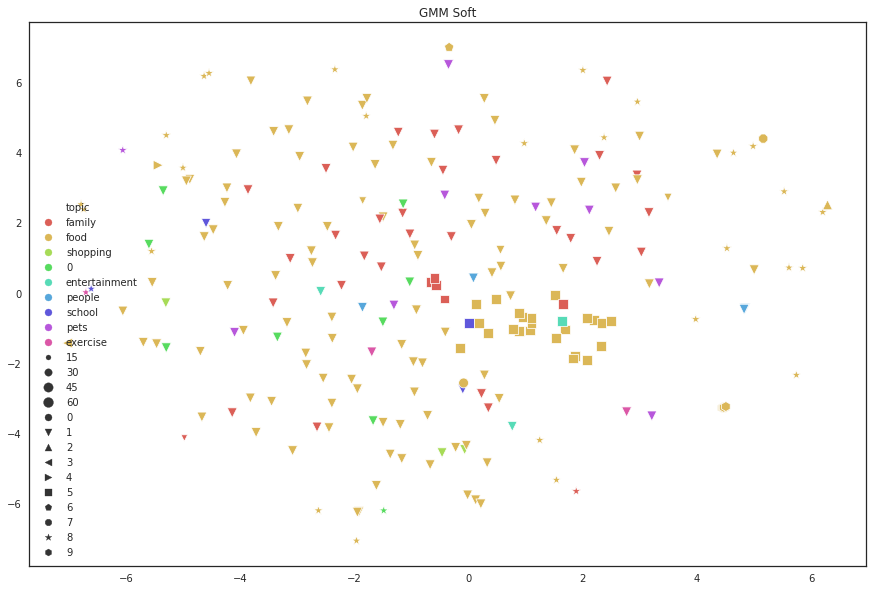 GMM Soft
6
4
2
0
−2
−4
−6
topic
family
food
shopping
0
entertainment
people
school
pets
exercise
15
30
45
60
0
1
2
3
4
5
6
7
8
9
−6 −4 −2 0 2 4 6